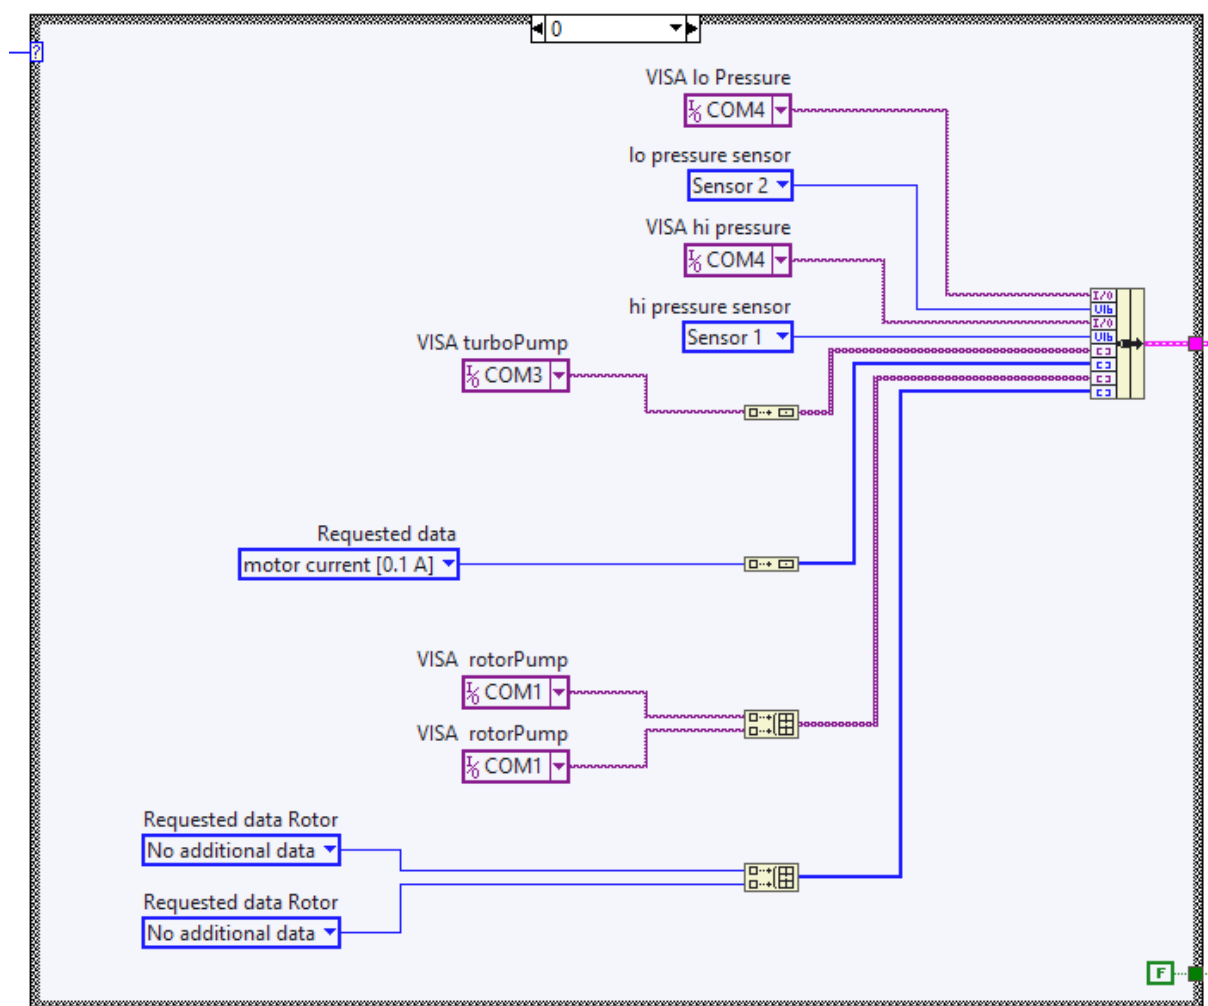 0
?
VISA lo Pressure
I/O COM4
lo pressure sensor
Sensor 2
VISA hi pressure
I/O COM4
hi pressure sensor
Sensor 1
VISA turboPump
I/O COM3
I/O
U16
I/O
U16
[ ]
[ ]
[ ]
[ ]
Requested data
motor current [0.1 A]
VISA  rotorPump
I/O COM1
VISA  rotorPump
I/O COM1
Requested data Rotor
No additional data
Requested data Rotor
No additional data
F